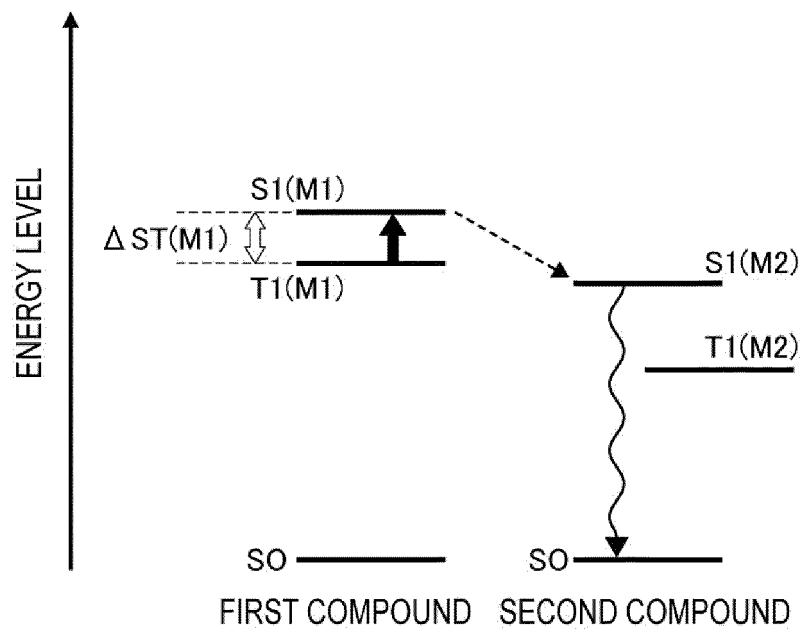 ENERGY LEVEL
S1(M1)
ΔST(M1)
T1(M1)
S1(M2)
T1(M2)
SO
SO
FIRST COMPOUND
SECOND COMPOUND